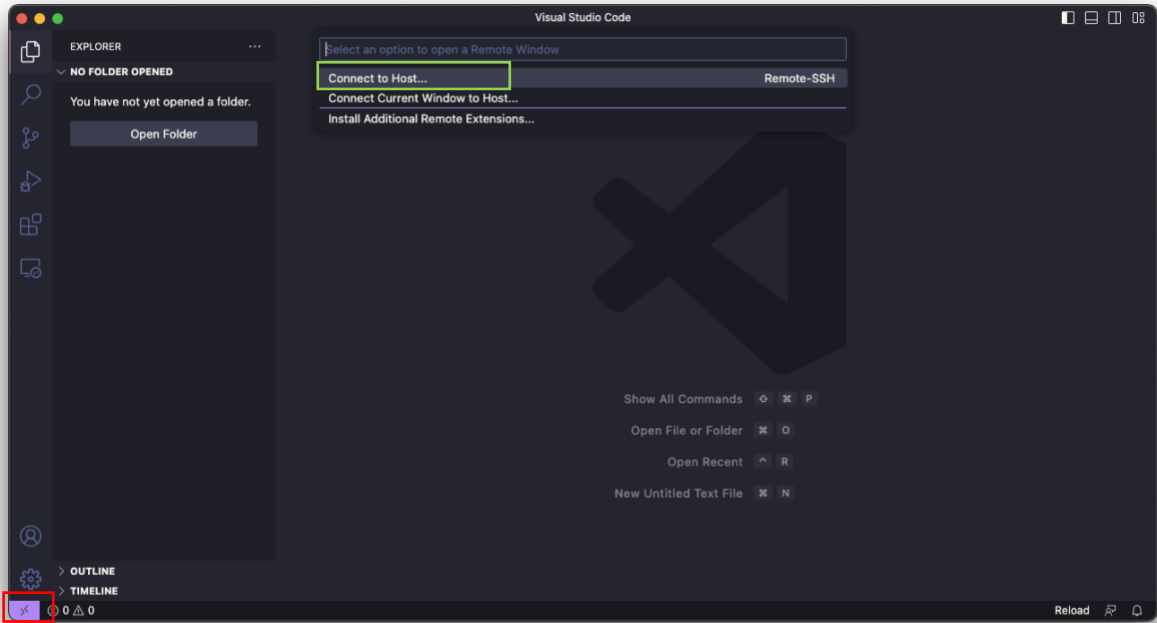 Visual Studio Code
EXPLORER
NO FOLDER OPENED
You have not yet opened a folder.
Open Folder
Select an option to open a Remote Window
Connect to Host... Remote-SSH
Connect Current Window to Host...
Install Additional Remote Extensions...
Show All Commands ⇧ ⌘ P
Open File or Folder ⌘ O
Open Recent ^ R
New Untitled Text File ⌘ N
OUTLINE
TIMELINE
0 0 Reload